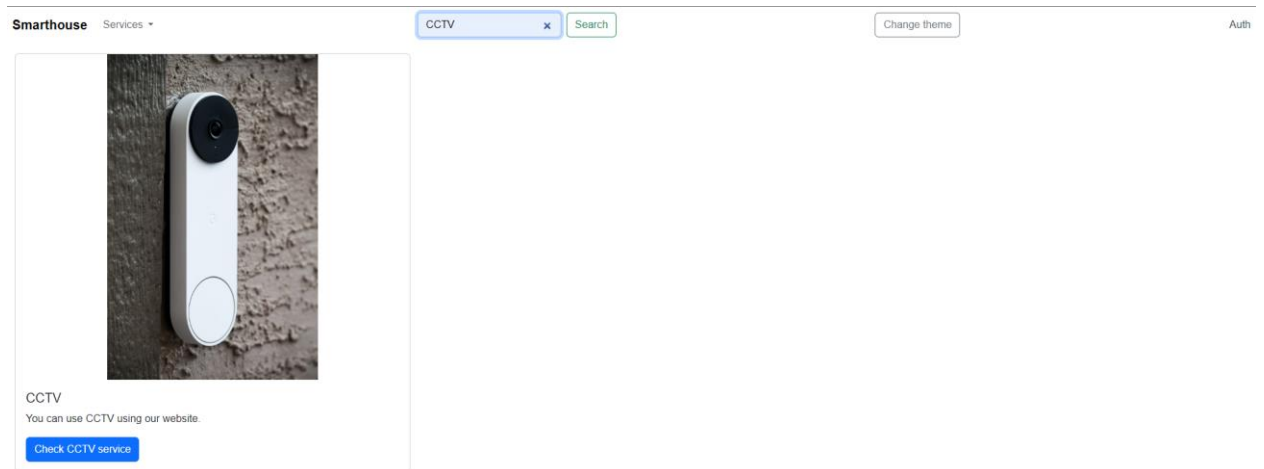 Smarthouse Services CCTV × Search Change theme Auth
CCTV
You can use CCTV using our website.
Check CCTV service